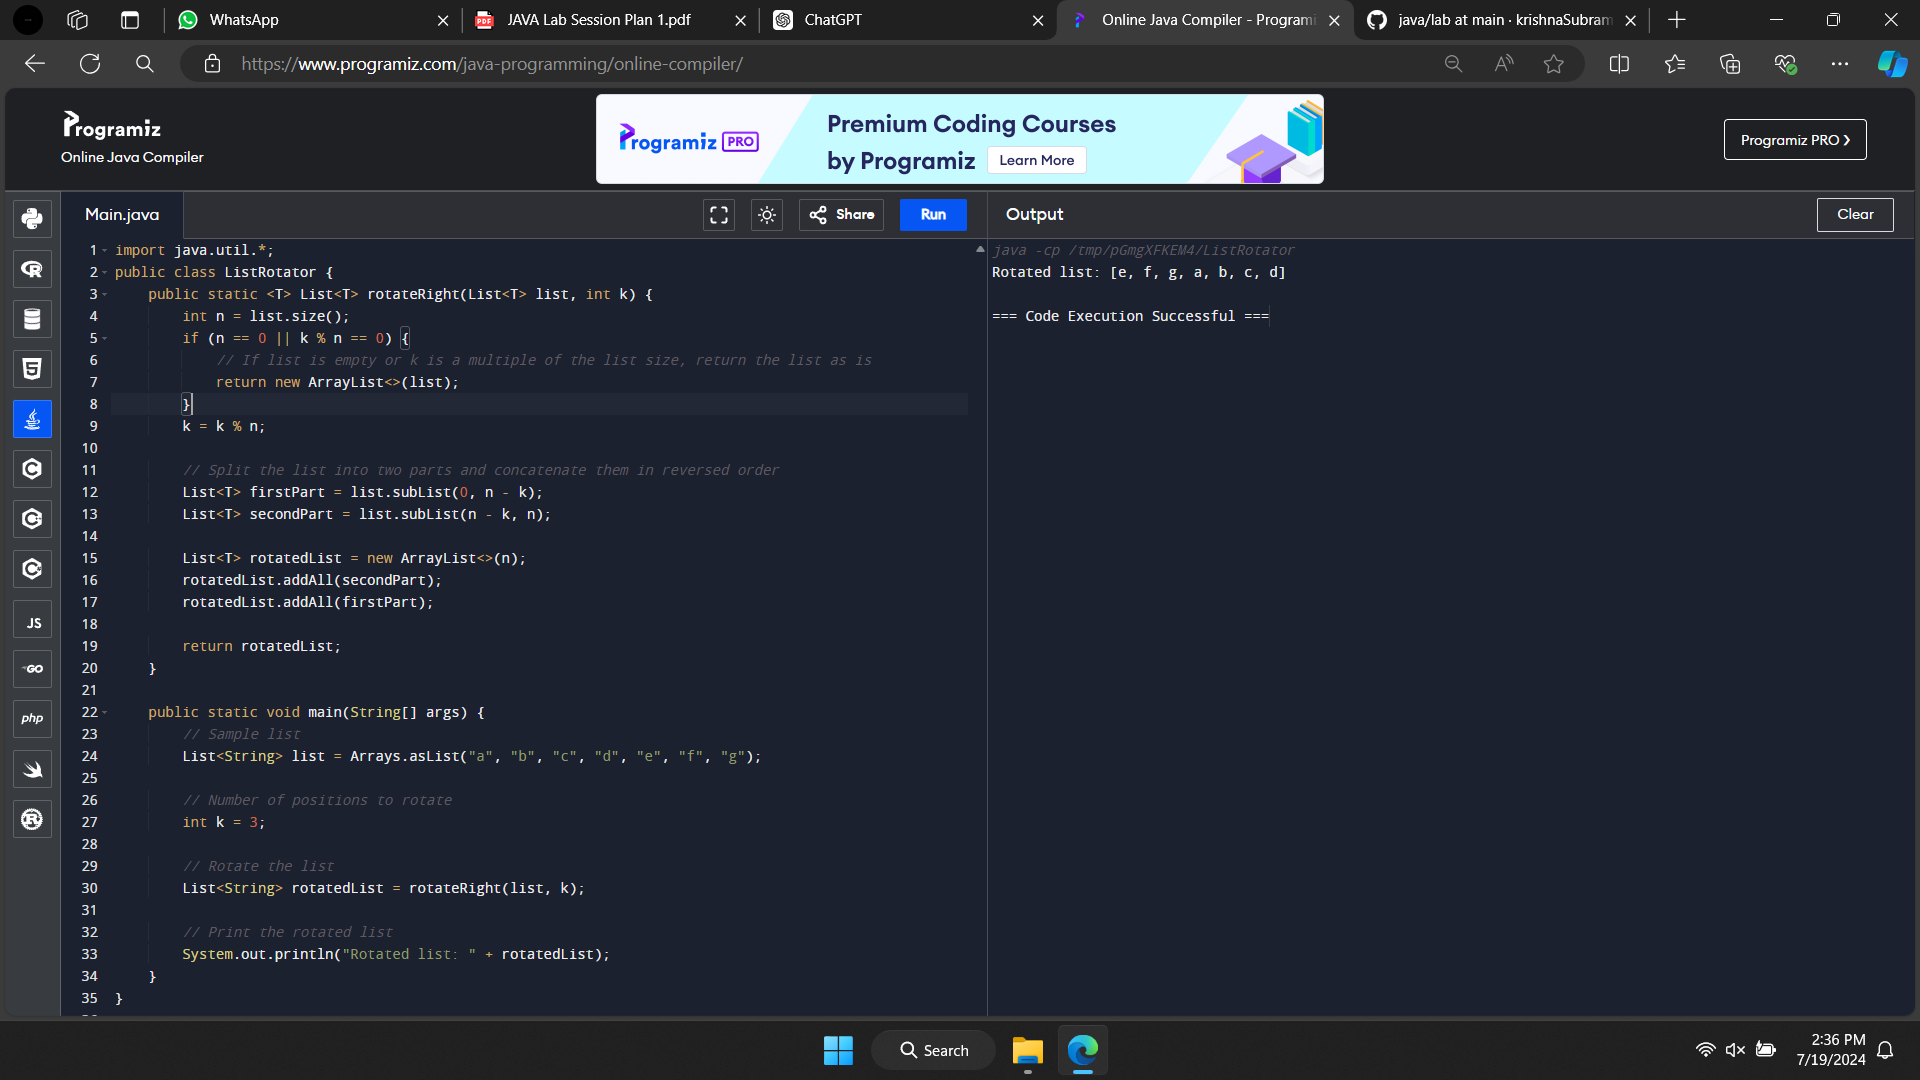 WhatsApp
JAVA Lab Session Plan 1.pdf
ChatGPT
Online Java Compiler - Programi
java/lab at main · krishnaSubram
https://www.programiz.com/java-programming/online-compiler/
Programiz
Online Java Compiler
Programiz PRO
Premium Coding Courses
by Programiz
Learn More
Programiz PRO ›
Main.java
Share
Run
Output
Clear
1 import java.util.*;
2 public class ListRotator {
3 public static <T> List<T> rotateRight(List<T> list, int k) {
4 int n = list.size();
5 if (n == 0 || k % n == 0) {
6 // If list is empty or k is a multiple of the list size, return the list as is
7 return new ArrayList<>(list);
8 }
9 k = k % n;
10
11 // Split the list into two parts and concatenate them in reversed order
12 List<T> firstPart = list.subList(0, n - k);
13 List<T> secondPart = list.subList(n - k, n);
14
15 List<T> rotatedList = new ArrayList<>(n);
16 rotatedList.addAll(secondPart);
17 rotatedList.addAll(firstPart);
18
19 return rotatedList;
20 }
21
22 public static void main(String[] args) {
23 // Sample list
24 List<String> list = Arrays.asList("a", "b", "c", "d", "e", "f", "g");
25
26 // Number of positions to rotate
27 int k = 3;
28
29 // Rotate the list
30 List<String> rotatedList = rotateRight(list, k);
31
32 // Print the rotated list
33 System.out.println("Rotated list: " + rotatedList);
34 }
35 }
java -cp /tmp/pGmgXFKEM4/ListRotator
Rotated list: [e, f, g, a, b, c, d]
=== Code Execution Successful ===
JS
GO
php
Search
2:36 PM
7/19/2024